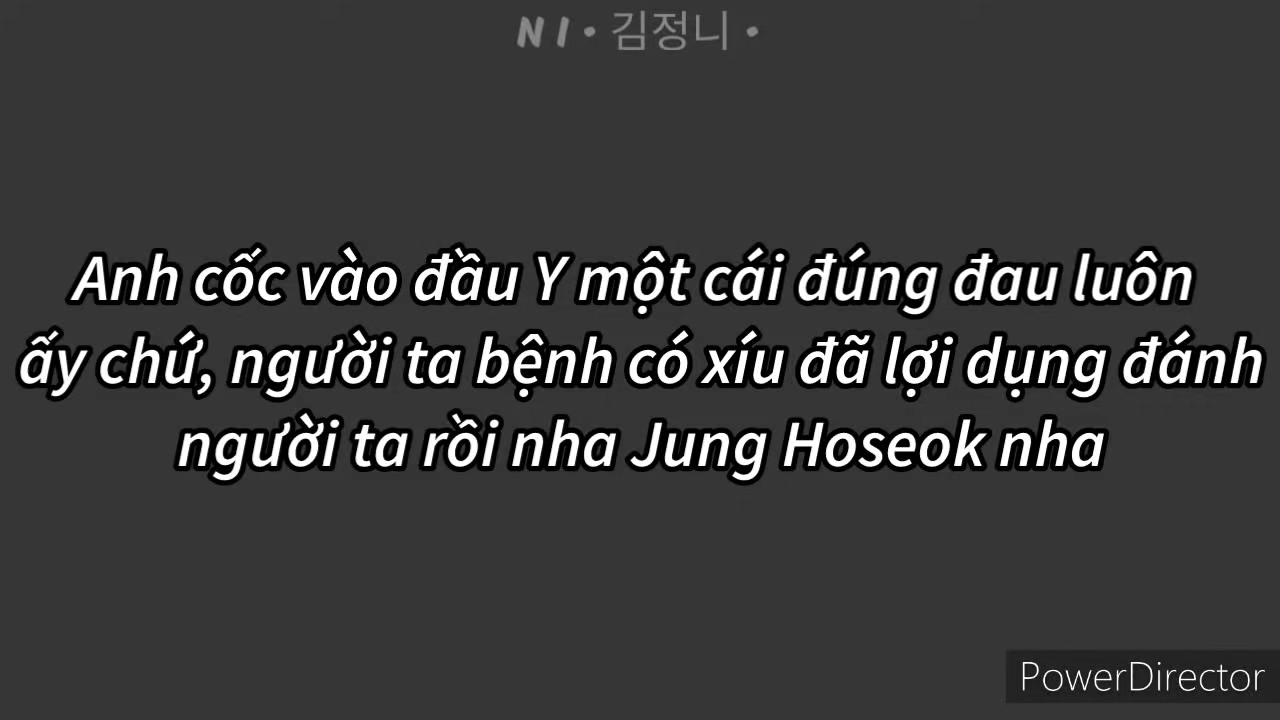 NI • 김정니 •
Anh cốc vào đầu Y một cái đúng đau luôn
ấy chứ, người ta bệnh có xíu đã lợi dụng đánh
người ta rồi nha Jung Hoseok nha
PowerDirector